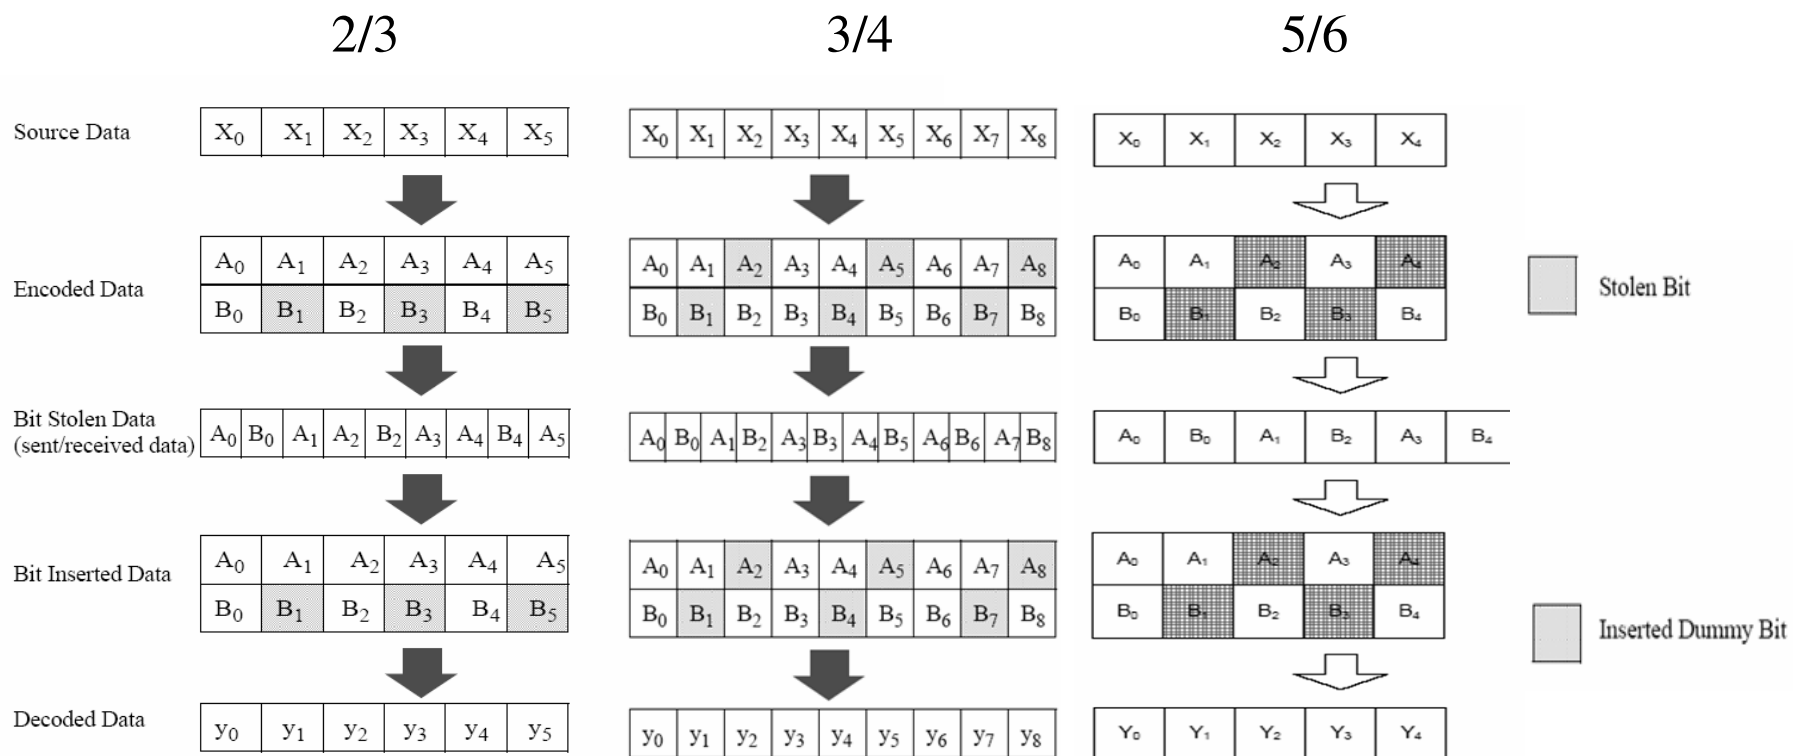 2/3 3/4 5/6
Source Data X₀ X₁ X₂ X₃ X₄ X₅ X₀ X₁ X₂ X₃ X₄ X₅ X₆ X₇ X₈ X₀ X₁ X₂ X₃ X₄
A₀ A₁ A₂ A₃ A₄ A₅ A₀ A₁ A₂ A₃ A₄ A₅ A₆ A₇ A₈ A₀ A₁ A₂ A₃ A₄
Encoded Data Stolen Bit
B₀ B₁ B₂ B₃ B₄ B₅ B₀ B₁ B₂ B₃ B₄ B₅ B₆ B₇ B₈ B₀ B₁ B₂ B₃ B₄
Bit Stolen Data
(sent/received data) A₀ B₀ A₁ A₂ B₂ A₃ A₄ B₄ A₅ A₀ B₀ A₁ B₂ A₃ B₃ A₄ B₅ A₆ B₆ A₇ B₈ A₀ B₀ A₁ B₂ A₃ B₄
A₀ A₁ A₂ A₃ A₄ A₅ A₀ A₁ A₂ A₃ A₄ A₅ A₆ A₇ A₈ A₀ A₁ A₂ A₃ A₄
Bit Inserted Data
B₀ B₁ B₂ B₃ B₄ B₅ B₀ B₁ B₂ B₃ B₄ B₅ B₆ B₇ B₈ B₀ B₁ B₂ B₃ B₄
Inserted Dummy Bit
Decoded Data y₀ y₁ y₂ y₃ y₄ y₅ y₀ y₁ y₂ y₃ y₄ y₅ y₆ y₇ y₈ Y₀ Y₁ Y₂ Y₃ Y₄